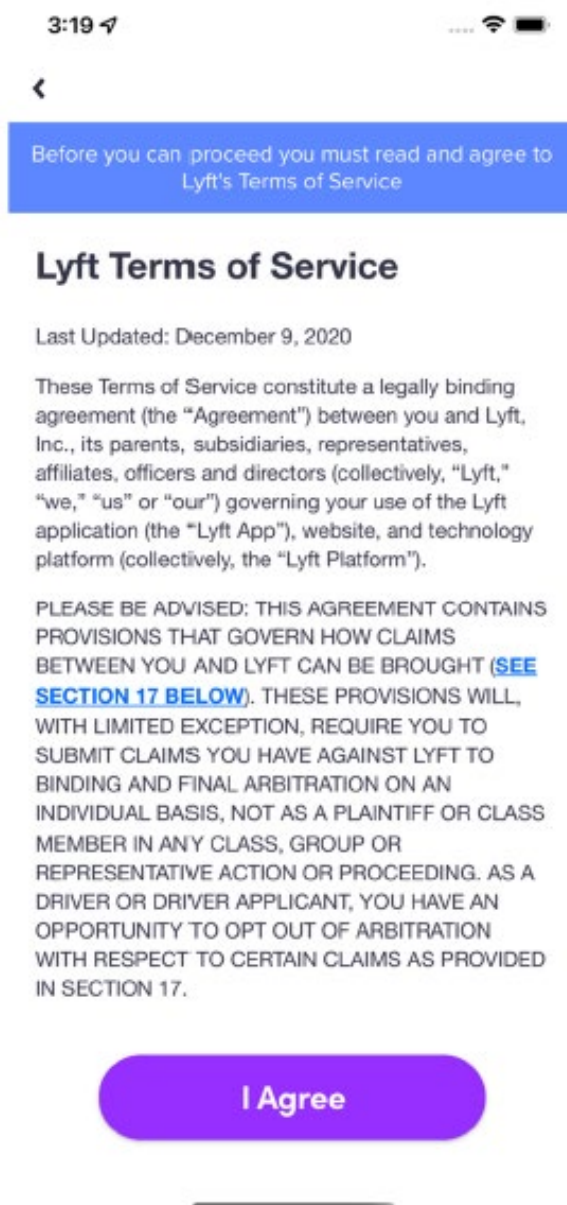 3:19
Before you can proceed you must read and agree to
Lyft's Terms of Service
Lyft Terms of Service
Last Updated: December 9, 2020
These Terms of Service constitute a legally binding
agreement (the “Agreement”) between you and Lyft,
Inc., its parents, subsidiaries, representatives,
affiliates, officers and directors (collectively, “Lyft,”
“we,” “us” or “our”) governing your use of the Lyft
application (the “Lyft App”), website, and technology
platform (collectively, the “Lyft Platform”).
PLEASE BE ADVISED: THIS AGREEMENT CONTAINS
PROVISIONS THAT GOVERN HOW CLAIMS
BETWEEN YOU AND LYFT CAN BE BROUGHT (SEE
SECTION 17 BELOW). THESE PROVISIONS WILL,
WITH LIMITED EXCEPTION, REQUIRE YOU TO
SUBMIT CLAIMS YOU HAVE AGAINST LYFT TO
BINDING AND FINAL ARBITRATION ON AN
INDIVIDUAL BASIS, NOT AS A PLAINTIFF OR CLASS
MEMBER IN ANY CLASS, GROUP OR
REPRESENTATIVE ACTION OR PROCEEDING. AS A
DRIVER OR DRIVER APPLICANT, YOU HAVE AN
OPPORTUNITY TO OPT OUT OF ARBITRATION
WITH RESPECT TO CERTAIN CLAIMS AS PROVIDED
IN SECTION 17.
I Agree